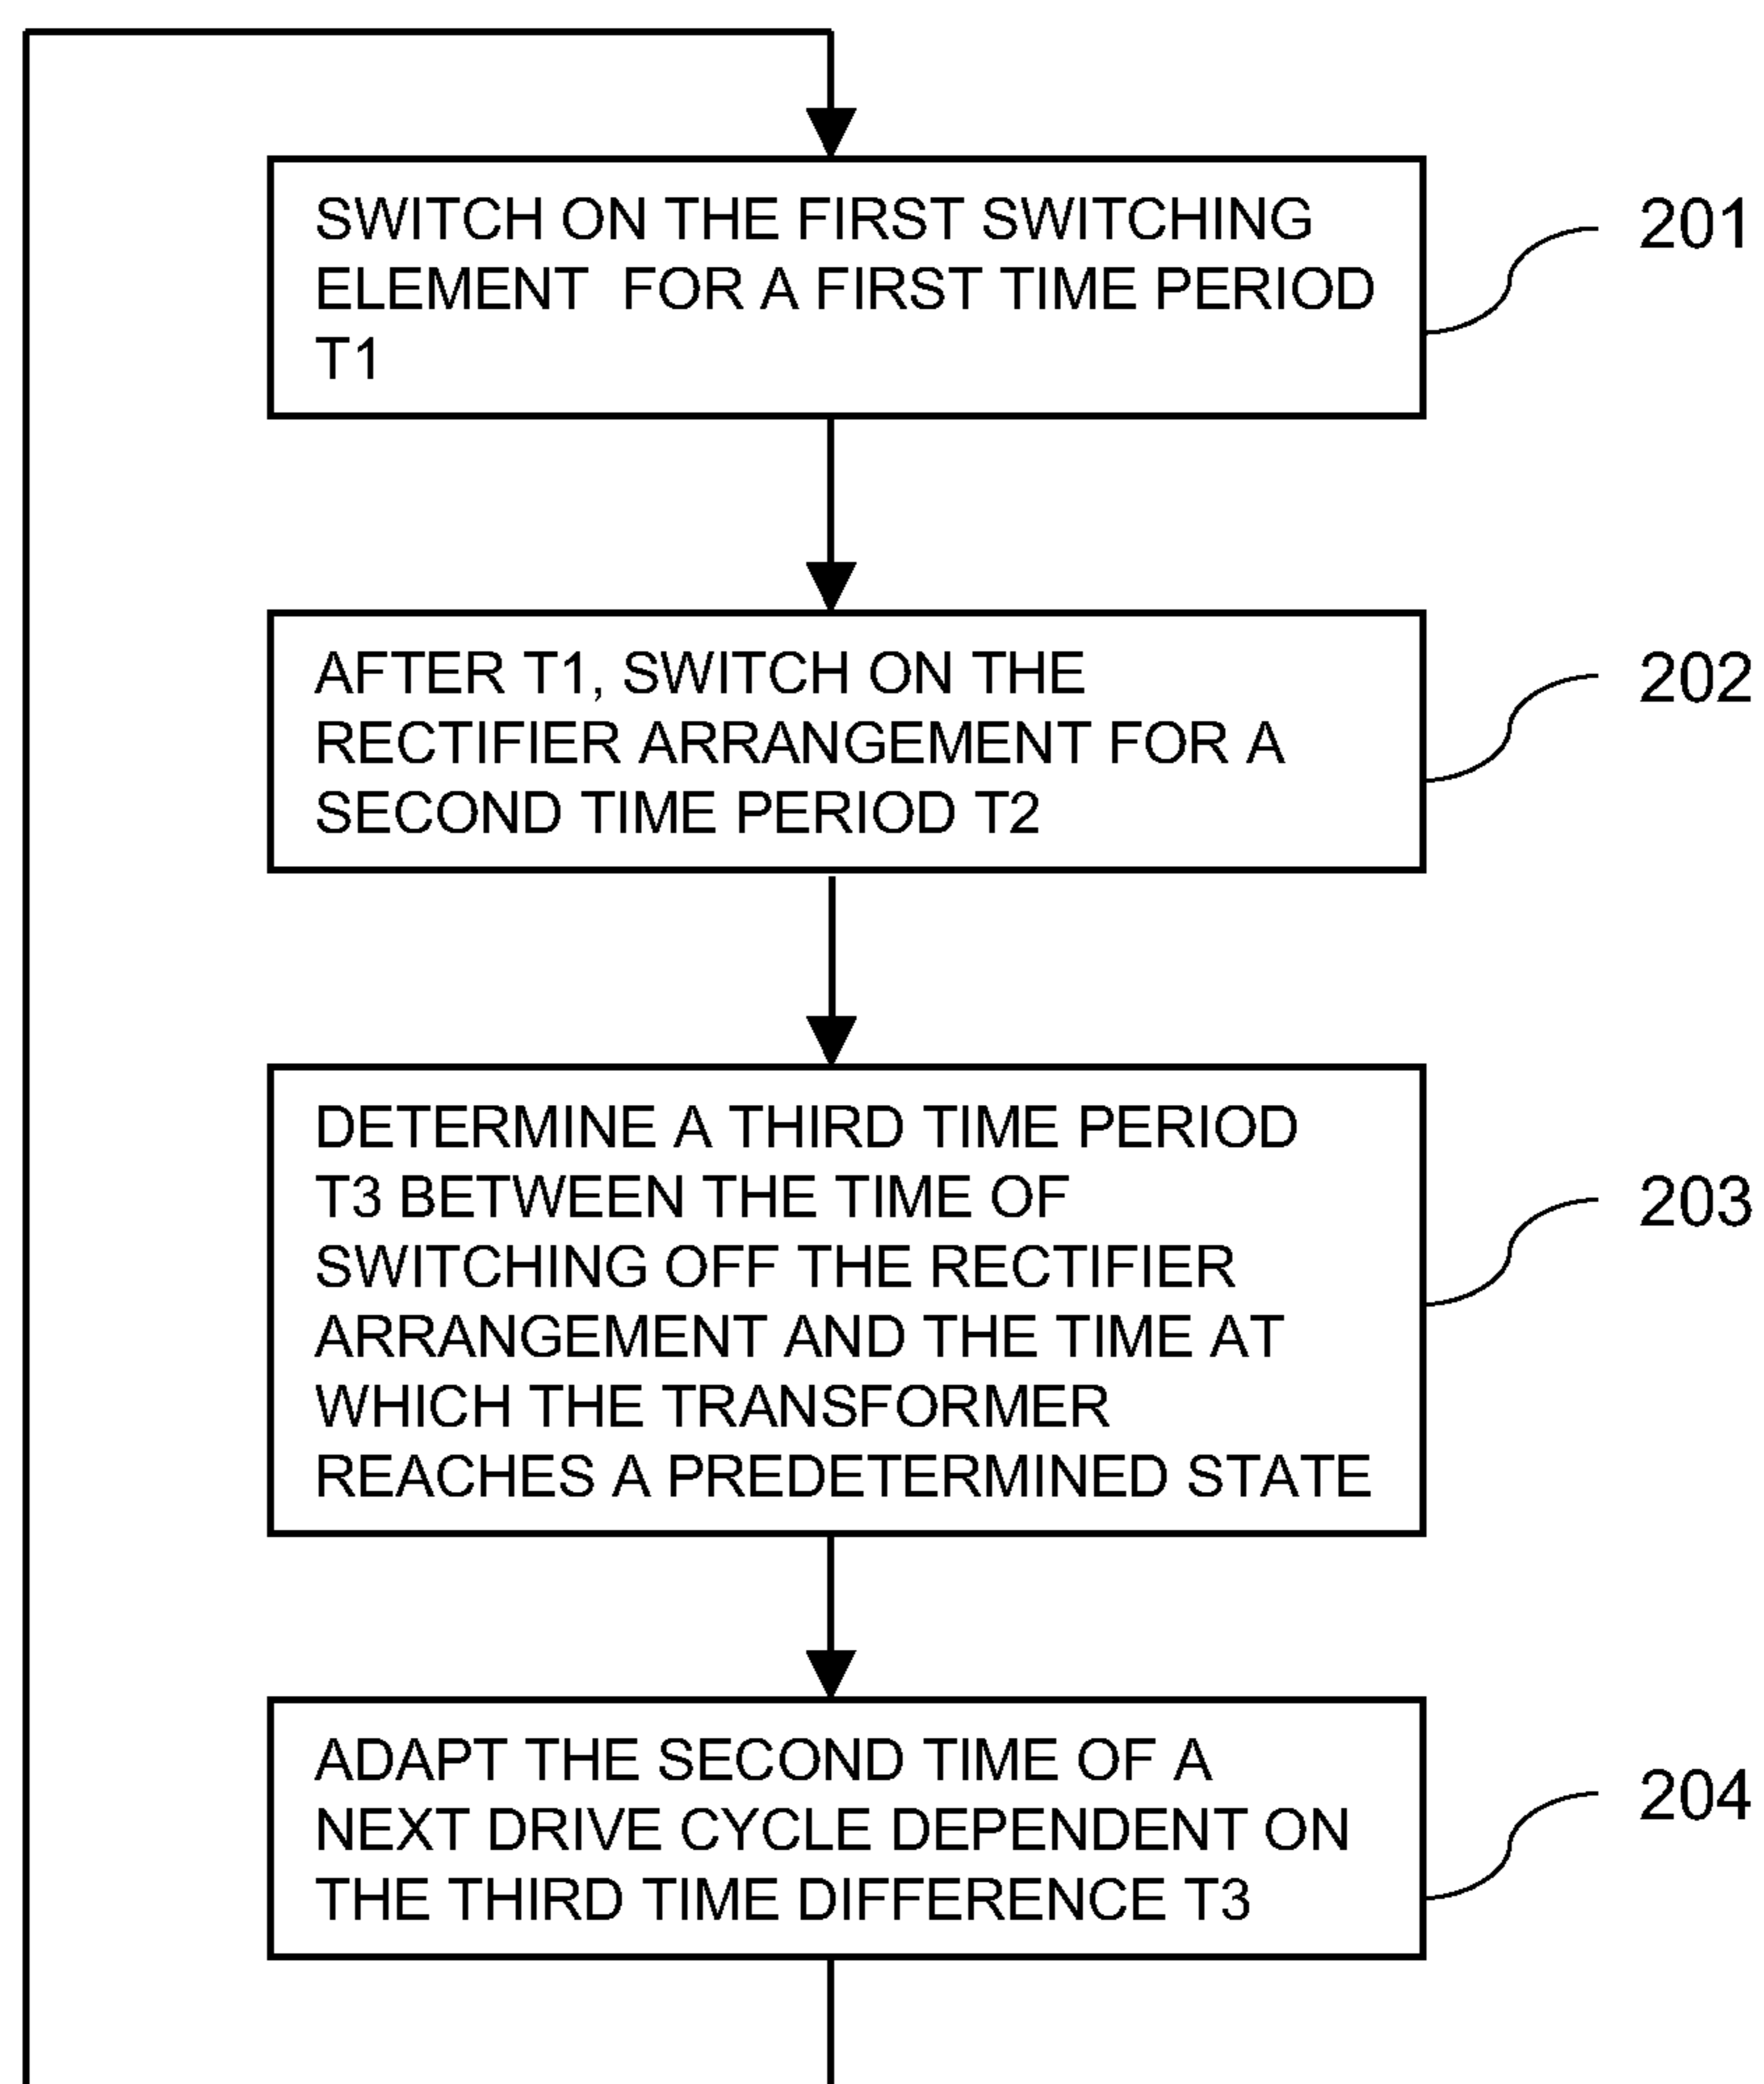 SWITCH ON THE FIRST SWITCHING
ELEMENT FOR A FIRST TIME PERIOD
T1
201
AFTER T1, SWITCH ON THE
RECTIFIER ARRANGEMENT FOR A
SECOND TIME PERIOD T2
202
DETERMINE A THIRD TIME PERIOD
T3 BETWEEN THE TIME OF
SWITCHING OFF THE RECTIFIER
ARRANGEMENT AND THE TIME AT
WHICH THE TRANSFORMER
REACHES A PREDETERMINED STATE
203
ADAPT THE SECOND TIME OF A
NEXT DRIVE CYCLE DEPENDENT ON
THE THIRD TIME DIFFERENCE T3
204